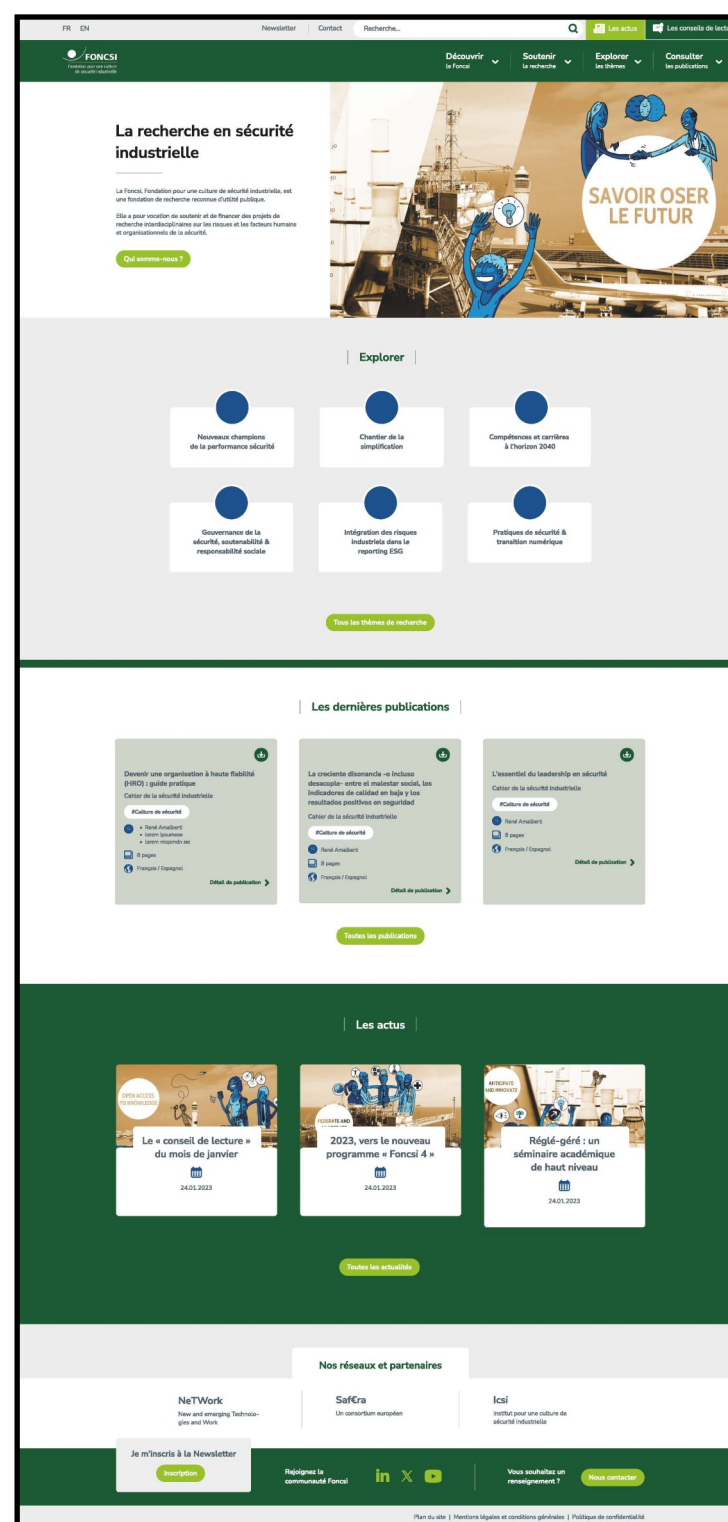 FR EN
Newsletter
Contact
Recherche...
Les actus
Les conseils de lectu
FONCSI
Fondation pour une culture
de sécurité industrielle
Découvrir
la Foncsi
Soutenir
la recherche
Explorer
les thèmes
Consulter
les publications
La recherche en sécurité
industrielle
La Foncsi, Fondation pour une culture de sécurité industrielle, est
une fondation de recherche reconnue d'utilité publique.
Elle a pour vocation de soutenir et de financer des projets de
recherche interdisciplinaires sur les risques et les facteurs humains
et organisationnels de la sécurité.
Qui somme-nous ?
SAVOIR OSER
LE FUTUR
Explorer
Nouveaux champions
de la performance sécurité
Chantier de la
simplification
Compétences et carrières
à l'horizon 2040
Gouvernance de la
sécurité, soutenabilité &
responsabilité sociale
Intégration des risques
industriels dans le
reporting ESG
Pratiques de sécurité &
transition numérique
Tous les thèmes de recherche
Les dernières publications
Devenir une organisation à haute fiabilité
(HRO) : guide pratique
Cahier de la sécurité industrielle
#Culture de sécurité
• René Amalberti
• lorem ipsumese
• lorem miopmdn sie
8 pages
Français / Espagnol
Détail de publication
La creciente disonancia -o incluso
desacople- entre el malestar social, los
indicadores de calidad en baja y los
resultados positivos en seguridad
Cahier de la sécurité industrielle
#Culture de sécurité
René Amalberti
8 pages
Français / Espagnol
Détail de publication
L'essentiel du leadership en sécurité
Cahier de la sécurité industrielle
#Culture de sécurité
René Amalberti
8 pages
Français / Espagnol
Détail de publication
Toutes les publications
Les actus
OPEN ACCESS
TO KNOWLEDGE
Le « conseil de lecture »
du mois de janvier
24.01.2023
FEDERATE AND
2023, vers le nouveau
programme « Foncsi 4 »
24.01.2023
ANTICIPATE
AND INNOVATE
Réglé-géré : un
séminaire académique
de haut niveau
24.01.2023
Toutes les actualités
Nos réseaux et partenaires
NeTWork
New and emerging Technolo-
gies and Work
Saf€ra
Un consortium européen
Icsi
Institut pour une culture de
sécurité industrielle
Je m'inscris à la Newsletter
Inscription
Rejoignez la
communauté Foncsi
Vous souhaitez un
renseignement ?
Nous contacter
Plan du site | Mentions légales et conditions générales | Politique de confidentialité